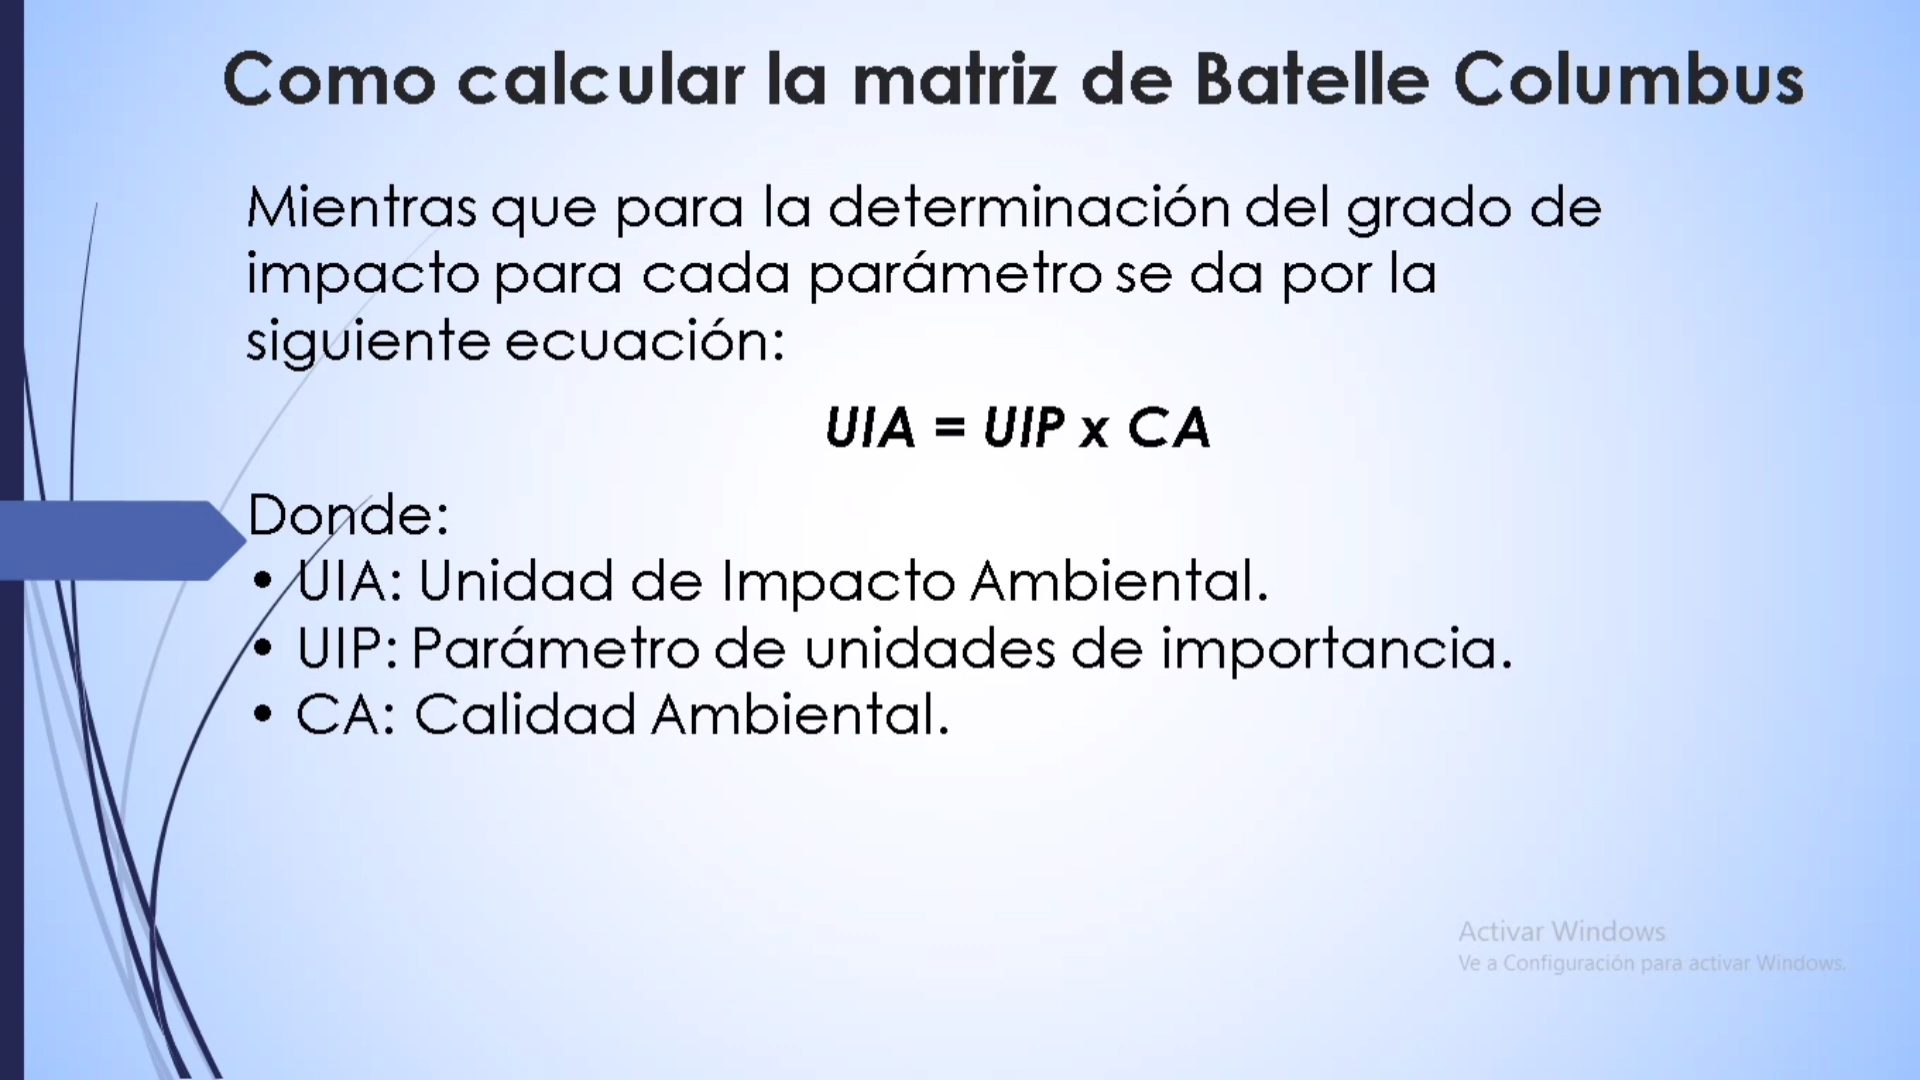 Como calcular la matriz de Batelle Columbus
Mientras que para la determinación del grado de
impacto para cada parámetro se da por la
siguiente ecuación:
UIA = UIP x CA
Donde:
• UIA: Unidad de Impacto Ambiental.
• UIP: Parámetro de unidades de importancia.
• CA: Calidad Ambiental.
Activar Windows
Ve a Configuración para activar Windows.